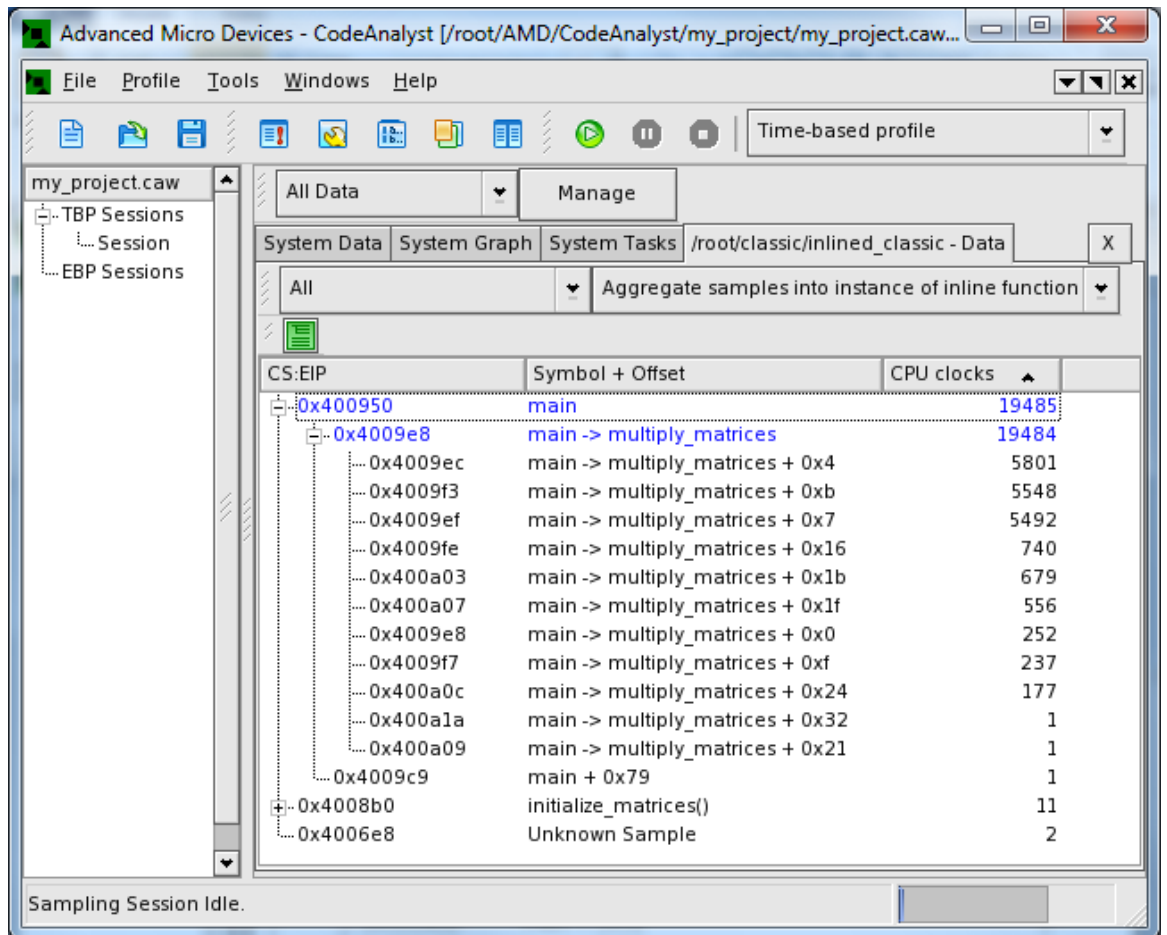 Advanced Micro Devices - CodeAnalyst [/root/AMD/CodeAnalyst/my_project/my_project.caw...
File Profile Tools Windows Help
Time-based profile
my_project.caw
TBP Sessions
Session
EBP Sessions
All Data Manage
System Data System Graph System Tasks /root/classic/inlined_classic - Data X
All Aggregate samples into instance of inline function
CS:EIP Symbol + Offset CPU clocks
0x400950 main 19485
0x4009e8 main -> multiply_matrices 19484
0x4009ec main -> multiply_matrices + 0x4 5801
0x4009f3 main -> multiply_matrices + 0xb 5548
0x4009ef main -> multiply_matrices + 0x7 5492
0x4009fe main -> multiply_matrices + 0x16 740
0x400a03 main -> multiply_matrices + 0x1b 679
0x400a07 main -> multiply_matrices + 0x1f 556
0x4009e8 main -> multiply_matrices + 0x0 252
0x4009f7 main -> multiply_matrices + 0xf 237
0x400a0c main -> multiply_matrices + 0x24 177
0x400a1a main -> multiply_matrices + 0x32 1
0x400a09 main -> multiply_matrices + 0x21 1
0x4009c9 main + 0x79 1
0x4008b0 initialize_matrices() 11
0x4006e8 Unknown Sample 2
Sampling Session Idle.